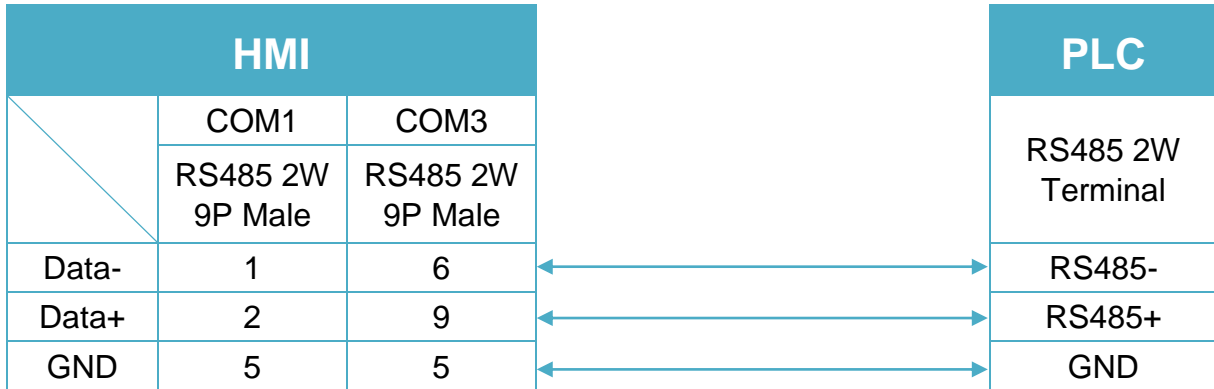 HMI PLC
COM1 COM3
RS485 2W RS485 2W RS485 2W
9P Male 9P Male Terminal
Data- 1 6 RS485-
Data+ 2 9 RS485+
GND 5 5 GND